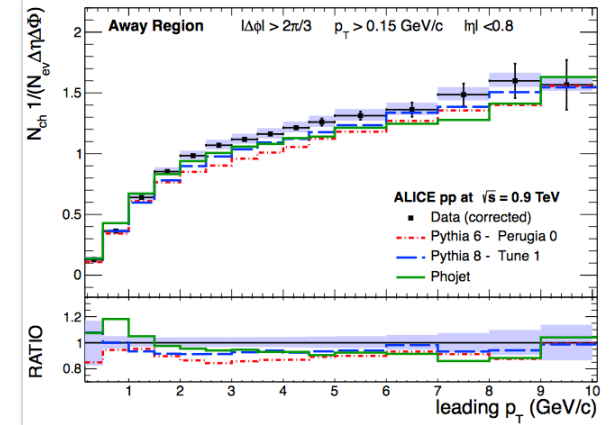 Away Region |Δϕ| > 2π/3 p_T > 0.15 GeV/c |η| <0.8
N_ch 1/(N_ev ΔηΔΦ)
2
1.5
1
0.5
0
ALICE pp at √s = 0.9 TeV
Data (corrected)
Pythia 6 - Perugia 0
Pythia 8 - Tune 1
Phojet
RATIO
1.2
1
0.8
1 2 3 4 5 6 7 8 9 10
leading p_T (GeV/c)